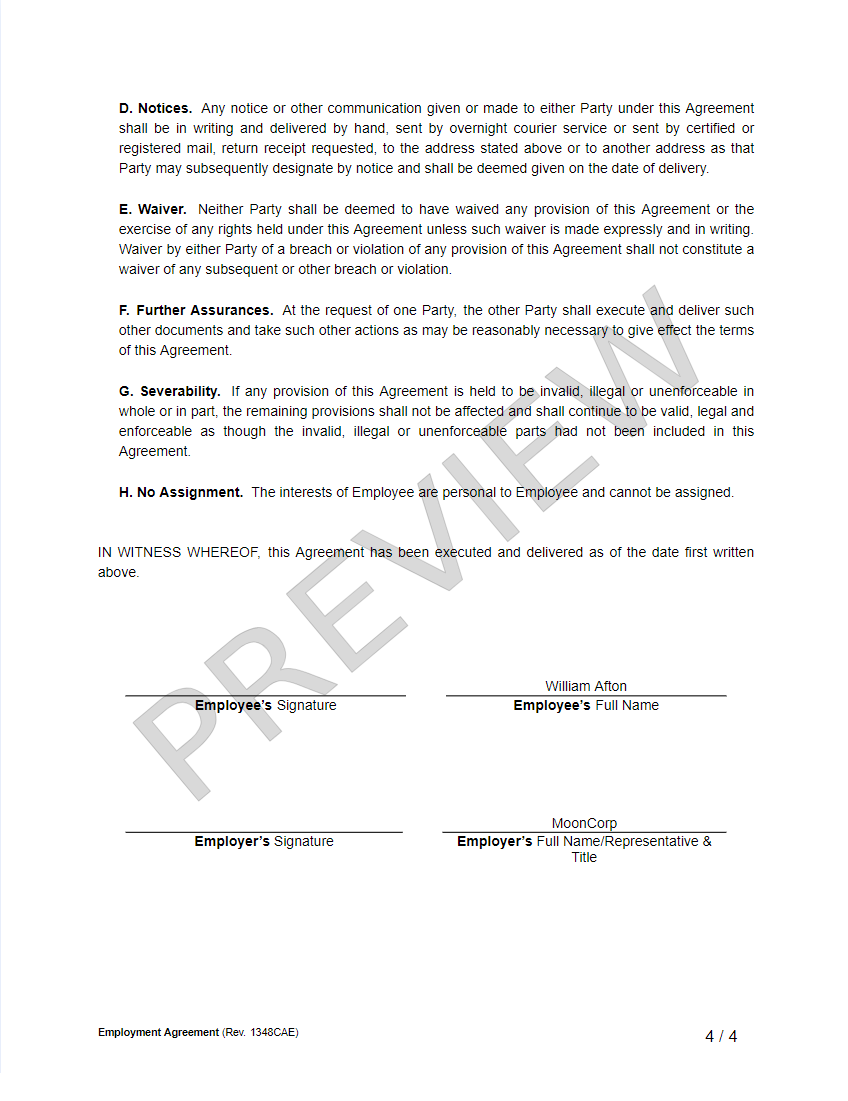 D. Notices. Any notice or other communication given or made to either Party under this Agreement
shall be in writing and delivered by hand, sent by overnight courier service or sent by certified or
registered mail, return receipt requested, to the address stated above or to another address as that
Party may subsequently designate by notice and shall be deemed given on the date of delivery.
E. Waiver. Neither Party shall be deemed to have waived any provision of this Agreement or the
exercise of any rights held under this Agreement unless such waiver is made expressly and in writing.
Waiver by either Party of a breach or violation of any provision of this Agreement shall not constitute a
waiver of any subsequent or other breach or violation.
F. Further Assurances. At the request of one Party, the other Party shall execute and deliver such
other documents and take such other actions as may be reasonably necessary to give effect the terms
of this Agreement.
G. Severability. If any provision of this Agreement is held to be invalid, illegal or unenforceable in
whole or in part, the remaining provisions shall not be affected and shall continue to be valid, legal and
enforceable as though the invalid, illegal or unenforceable parts had not been included in this
Agreement.
H. No Assignment. The interests of Employee are personal to Employee and cannot be assigned.
IN WITNESS WHEREOF, this Agreement has been executed and delivered as of the date first written
above.
PREVIEW
William Afton
Employee's Signature Employee's Full Name
MoonCorp
Employer's Signature Employer's Full Name/Representative &
Title
Employment Agreement (Rev. 1348CAE) 4 / 4